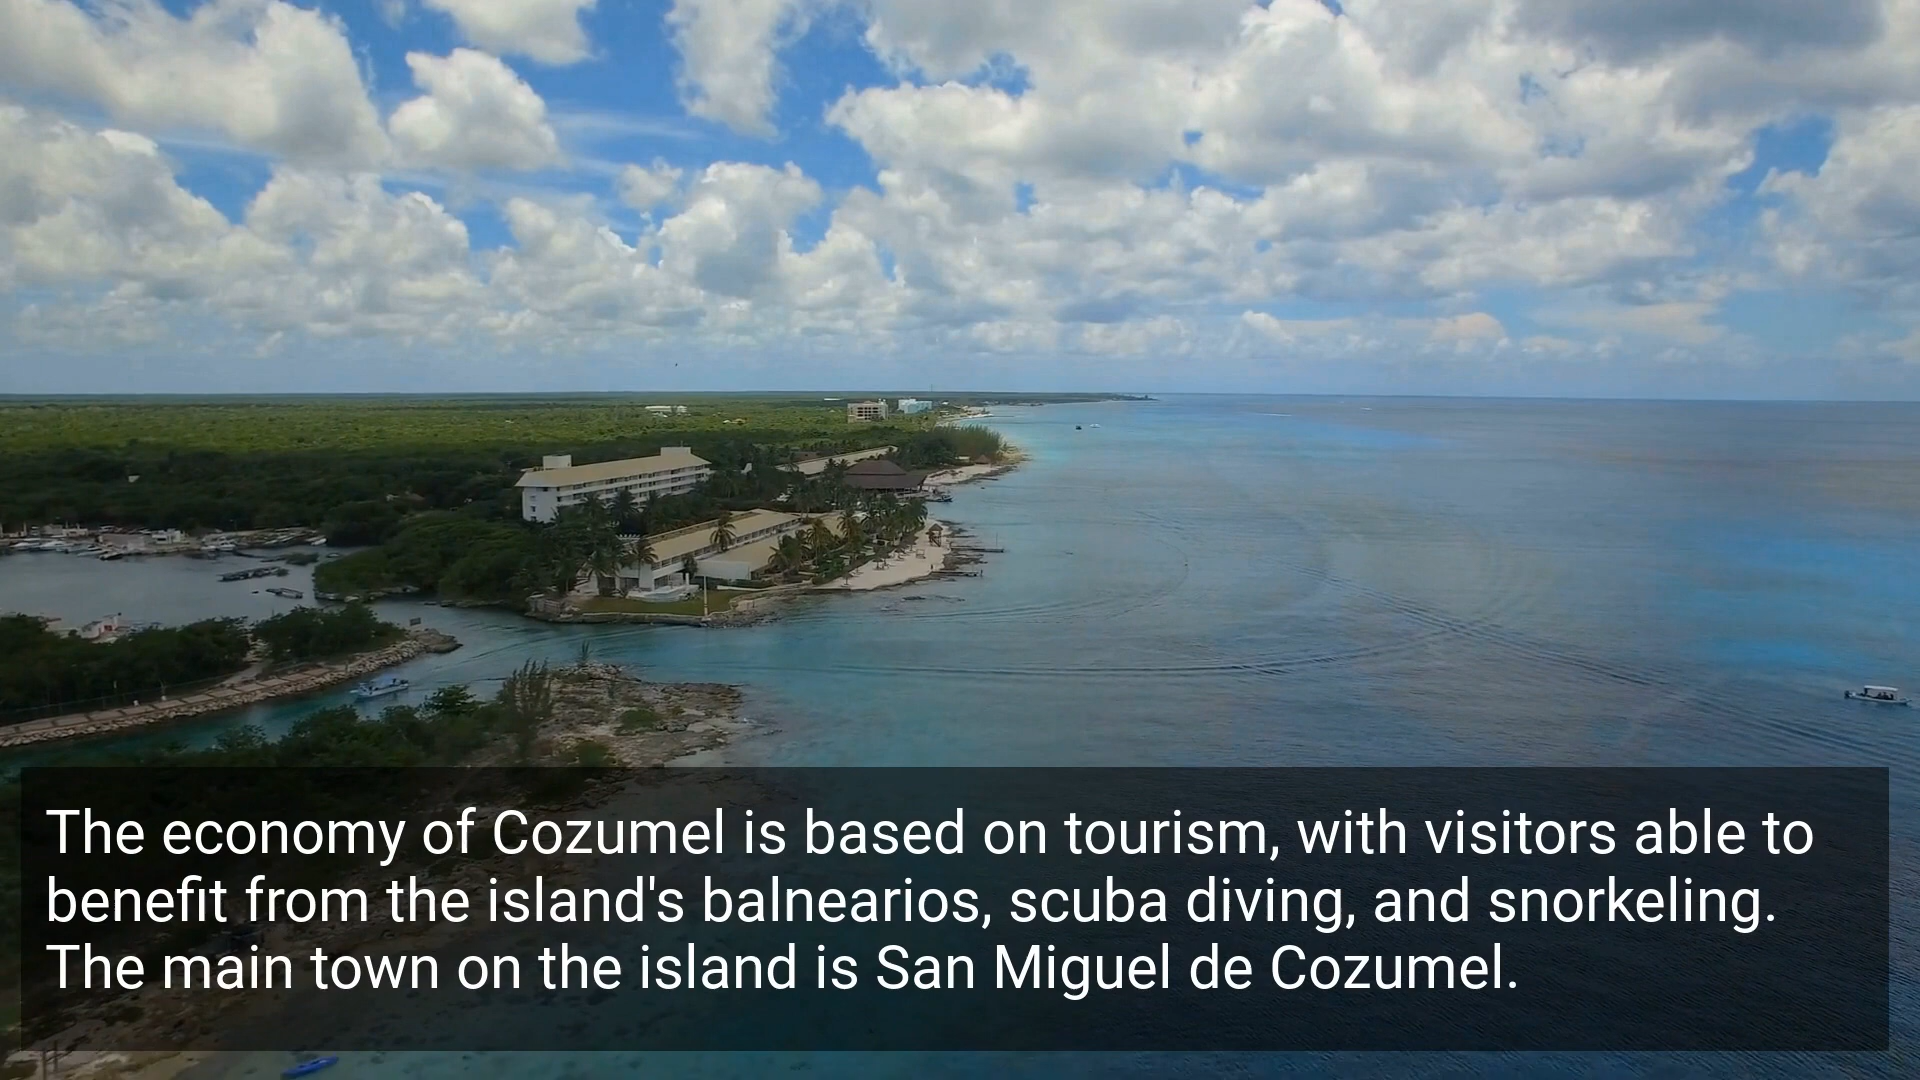 The economy of Cozumel is based on tourism, with visitors able to
benefit from the island's balnearios, scuba diving, and snorkeling.
The main town on the island is San Miguel de Cozumel.